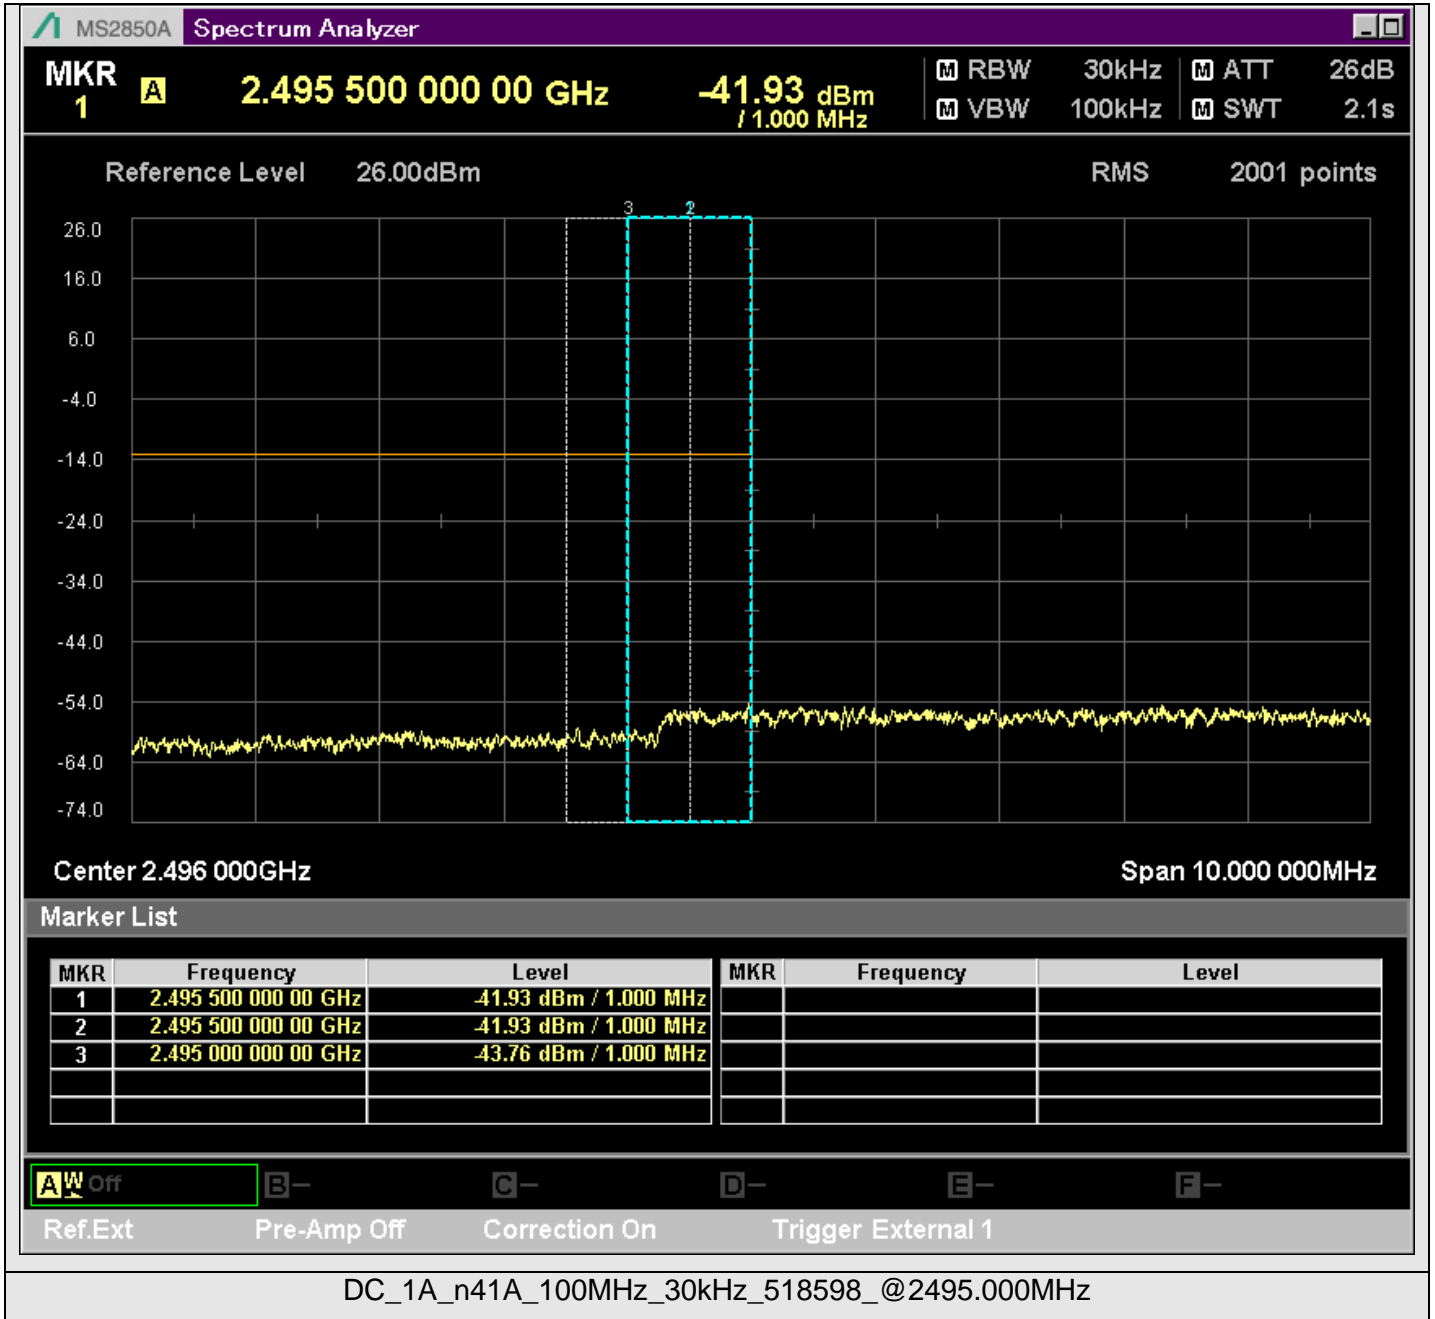 MS2850A Spectrum Analyzer
MKR 1 A 2.495 500 000 00 GHz -41.93 dBm / 1.000 MHz
M RBW 30kHz M ATT 26dB
M VBW 100kHz M SWT 2.1s
Reference Level 26.00dBm RMS 2001 points
3 2
26.0
16.0
6.0
-4.0
-14.0
-24.0
-34.0
-44.0
-54.0
-64.0
-74.0
Center 2.496 000GHz Span 10.000 000MHz
Marker List
MKR Frequency Level MKR Frequency Level
1 2.495 500 000 00 GHz -41.93 dBm / 1.000 MHz
2 2.495 500 000 00 GHz -41.93 dBm / 1.000 MHz
3 2.495 000 000 00 GHz -43.76 dBm / 1.000 MHz
A W Off B- C- D- E- F-
Ref.Ext Pre-Amp Off Correction On Trigger External 1
DC_1A_n41A_100MHz_30kHz_518598_@2495.000MHz